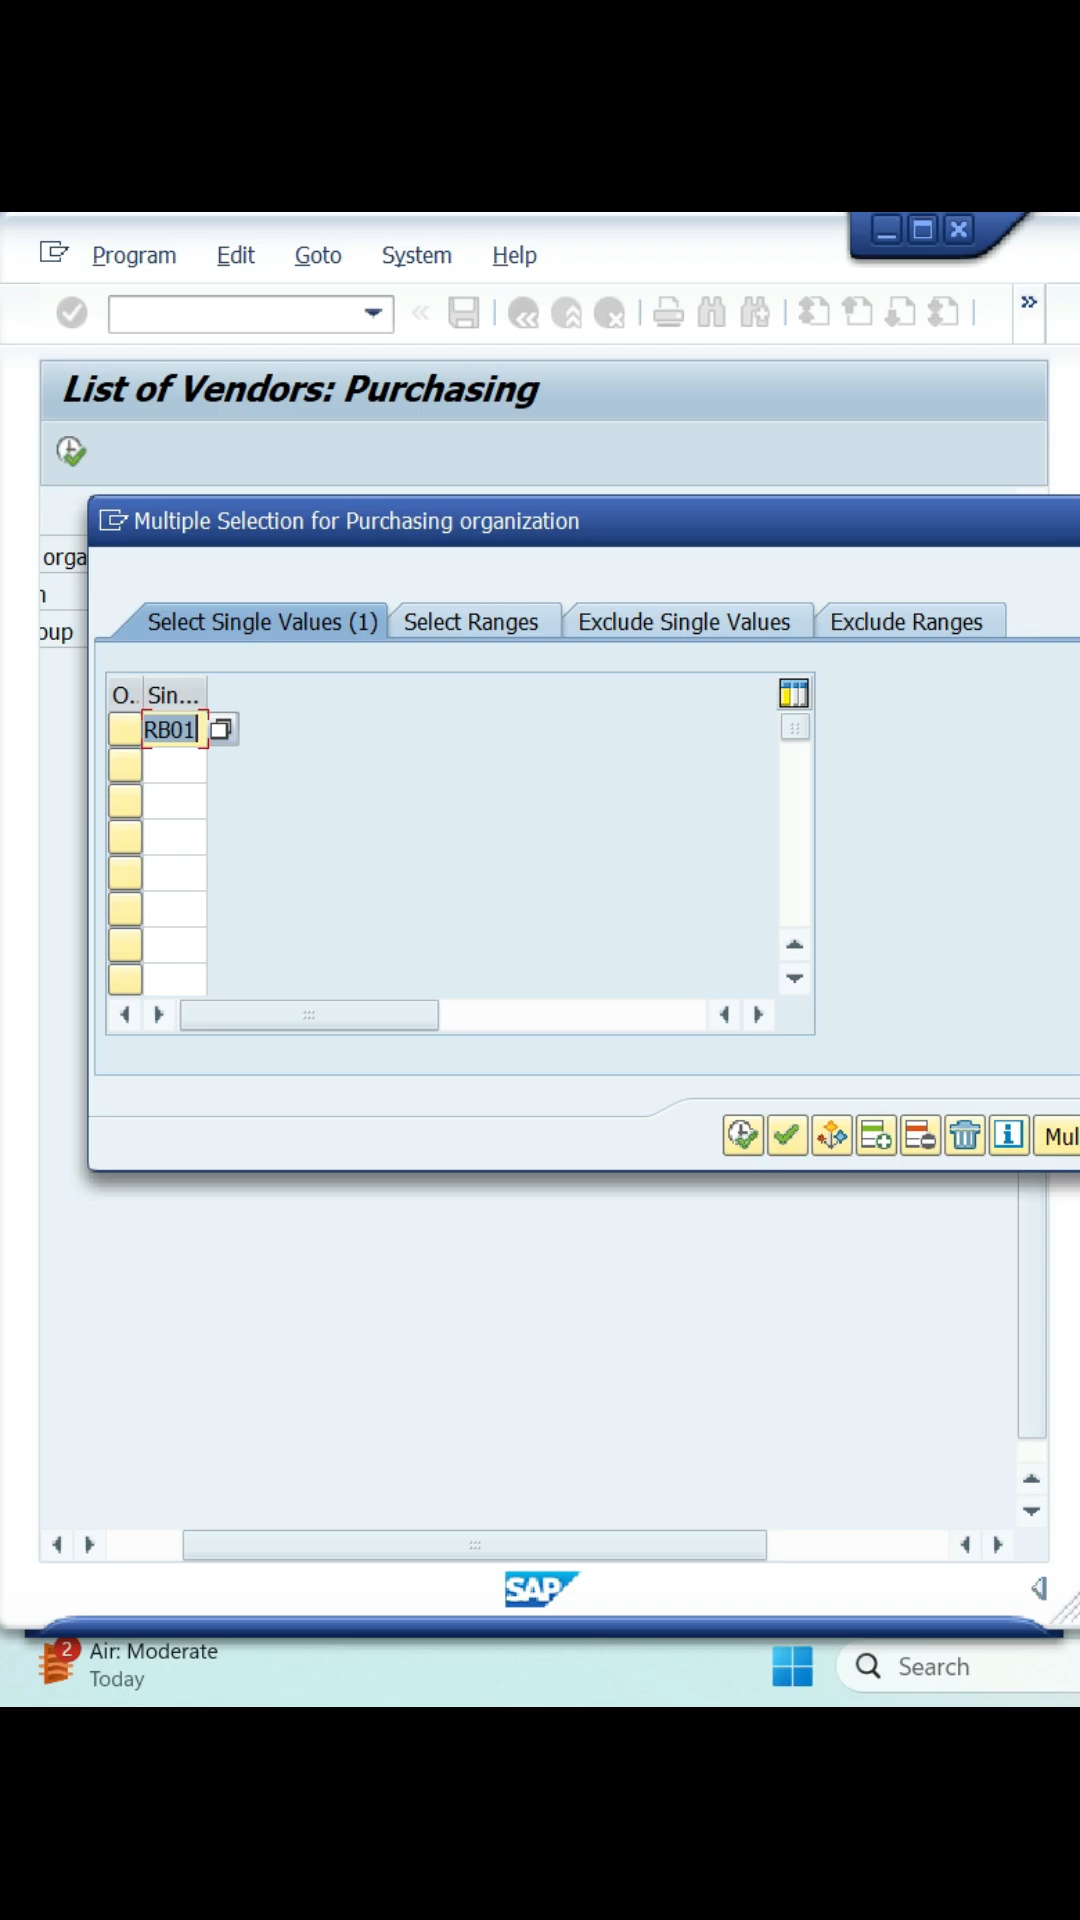 Program Edit Goto System Help
List of Vendors: Purchasing
Multiple Selection for Purchasing organization
orga
oup
Select Single Values (1) Select Ranges Exclude Single Values Exclude Ranges
O.. Sin...
RB01
Mul
SAP
2
Air: Moderate
Today
Search